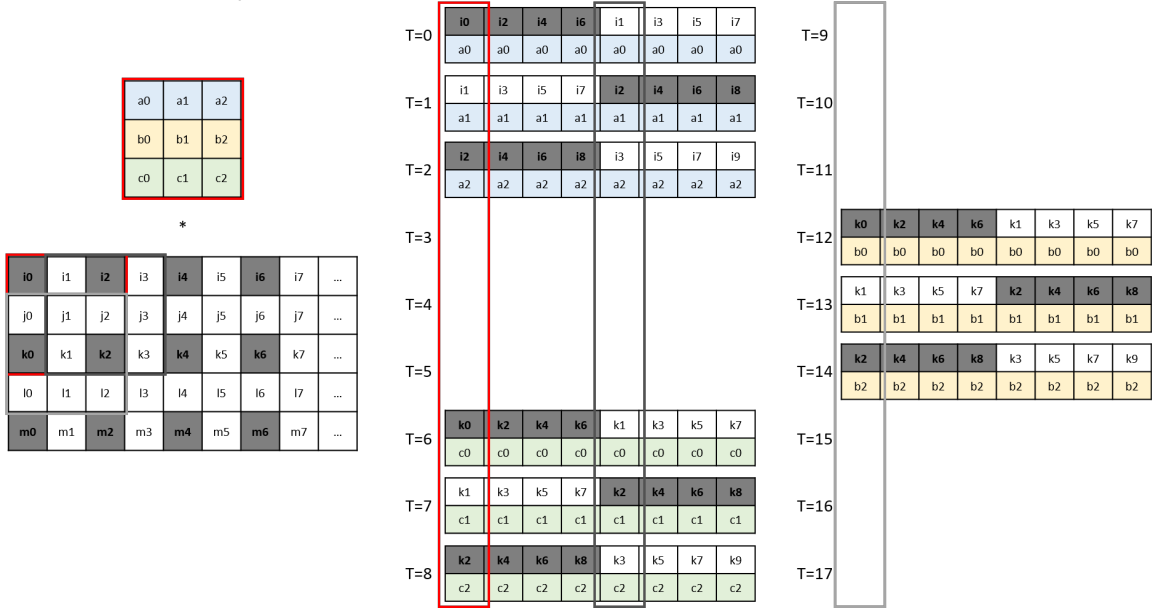 a0 a1 a2
b0 b1 b2
c0 c1 c2
*
i0 i1 i2 i3 i4 i5 i6 i7 ...
j0 j1 j2 j3 j4 j5 j6 j7 ...
k0 k1 k2 k3 k4 k5 k6 k7 ...
l0 l1 l2 l3 l4 l5 l6 l7 ...
m0 m1 m2 m3 m4 m5 m6 m7 ...
T=0
i0 i2 i4 i6 i1 i3 i5 i7
a0 a0 a0 a0 a0 a0 a0 a0
T=1
i1 i3 i5 i7 i2 i4 i6 i8
a1 a1 a1 a1 a1 a1 a1 a1
T=2
i2 i4 i6 i8 i3 i5 i7 i9
a2 a2 a2 a2 a2 a2 a2 a2
T=3
T=4
T=5
T=6
k0 k2 k4 k6 k1 k3 k5 k7
c0 c0 c0 c0 c0 c0 c0 c0
T=7
k1 k3 k5 k7 k2 k4 k6 k8
c1 c1 c1 c1 c1 c1 c1 c1
T=8
k2 k4 k6 k8 k3 k5 k7 k9
c2 c2 c2 c2 c2 c2 c2 c2
T=9
T=10
T=11
T=12
k0 k2 k4 k6 k1 k3 k5 k7
b0 b0 b0 b0 b0 b0 b0 b0
T=13
k1 k3 k5 k7 k2 k4 k6 k8
b1 b1 b1 b1 b1 b1 b1 b1
T=14
k2 k4 k6 k8 k3 k5 k7 k9
b2 b2 b2 b2 b2 b2 b2 b2
T=15
T=16
T=17